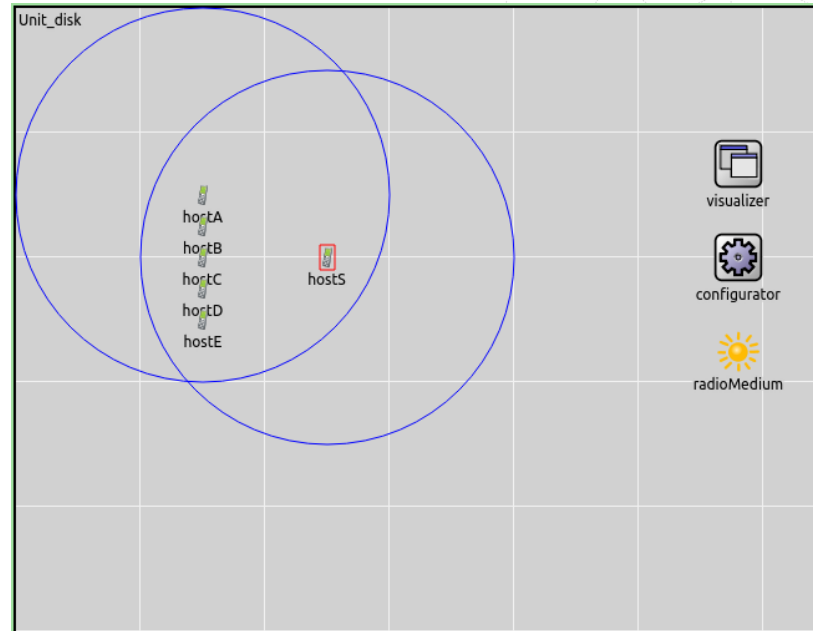 Unit_disk
visualizer
hostA
hostB
hostC
hostS
configurator
hostD
hostE
radioMedium